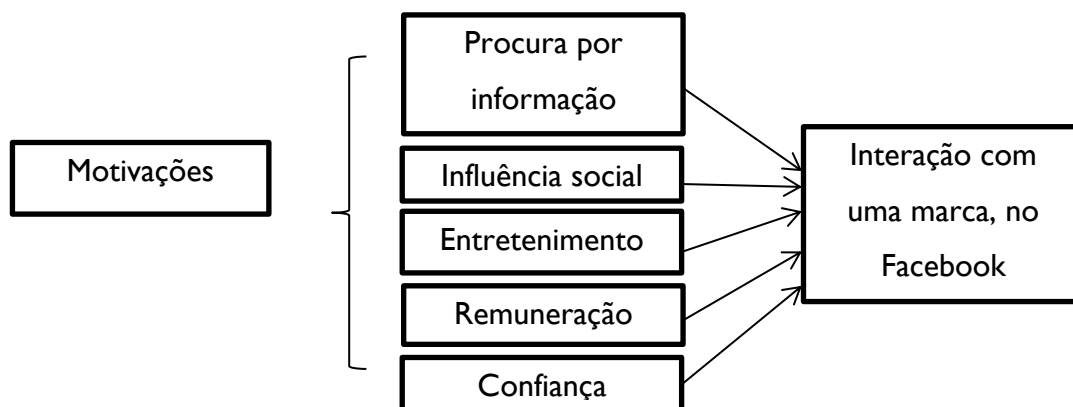 Motivações
Procura por
informação
Influência social
Entretenimento
Remuneração
Confiança
Interação com
uma marca, no
Facebook